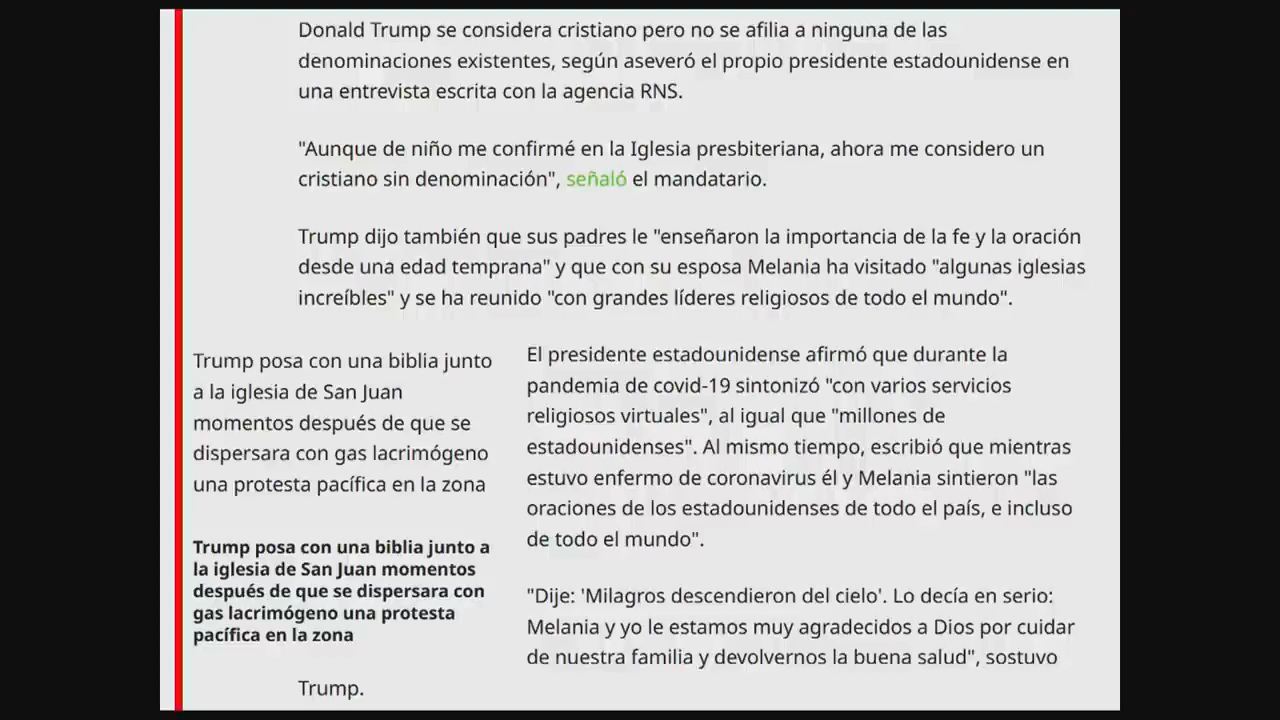 Donald Trump se considera cristiano pero no se afilia a ninguna de las
denominaciones existentes, según aseveró el propio presidente estadounidense en
una entrevista escrita con la agencia RNS.
"Aunque de niño me confirmé en la Iglesia presbiteriana, ahora me considero un
cristiano sin denominación", señaló el mandatario.
Trump dijo también que sus padres le "enseñaron la importancia de la fe y la oración
desde una edad temprana" y que con su esposa Melania ha visitado "algunas iglesias
increíbles" y se ha reunido "con grandes líderes religiosos de todo el mundo".
Trump posa con una biblia junto
a la iglesia de San Juan
momentos después de que se
dispersara con gas lacrimógeno
una protesta pacífica en la zona
Trump posa con una biblia junto a
la iglesia de San Juan momentos
después de que se dispersara con
gas lacrimógeno una protesta
pacífica en la zona
El presidente estadounidense afirmó que durante la
pandemia de covid-19 sintonizó "con varios servicios
religiosos virtuales", al igual que "millones de
estadounidenses". Al mismo tiempo, escribió que mientras
estuvo enfermo de coronavirus él y Melania sintieron "las
oraciones de los estadounidenses de todo el país, e incluso
de todo el mundo".
"Dije: 'Milagros descendieron del cielo'. Lo decía en serio:
Melania y yo le estamos muy agradecidos a Dios por cuidar
de nuestra familia y devolvernos la buena salud", sostuvo
Trump.